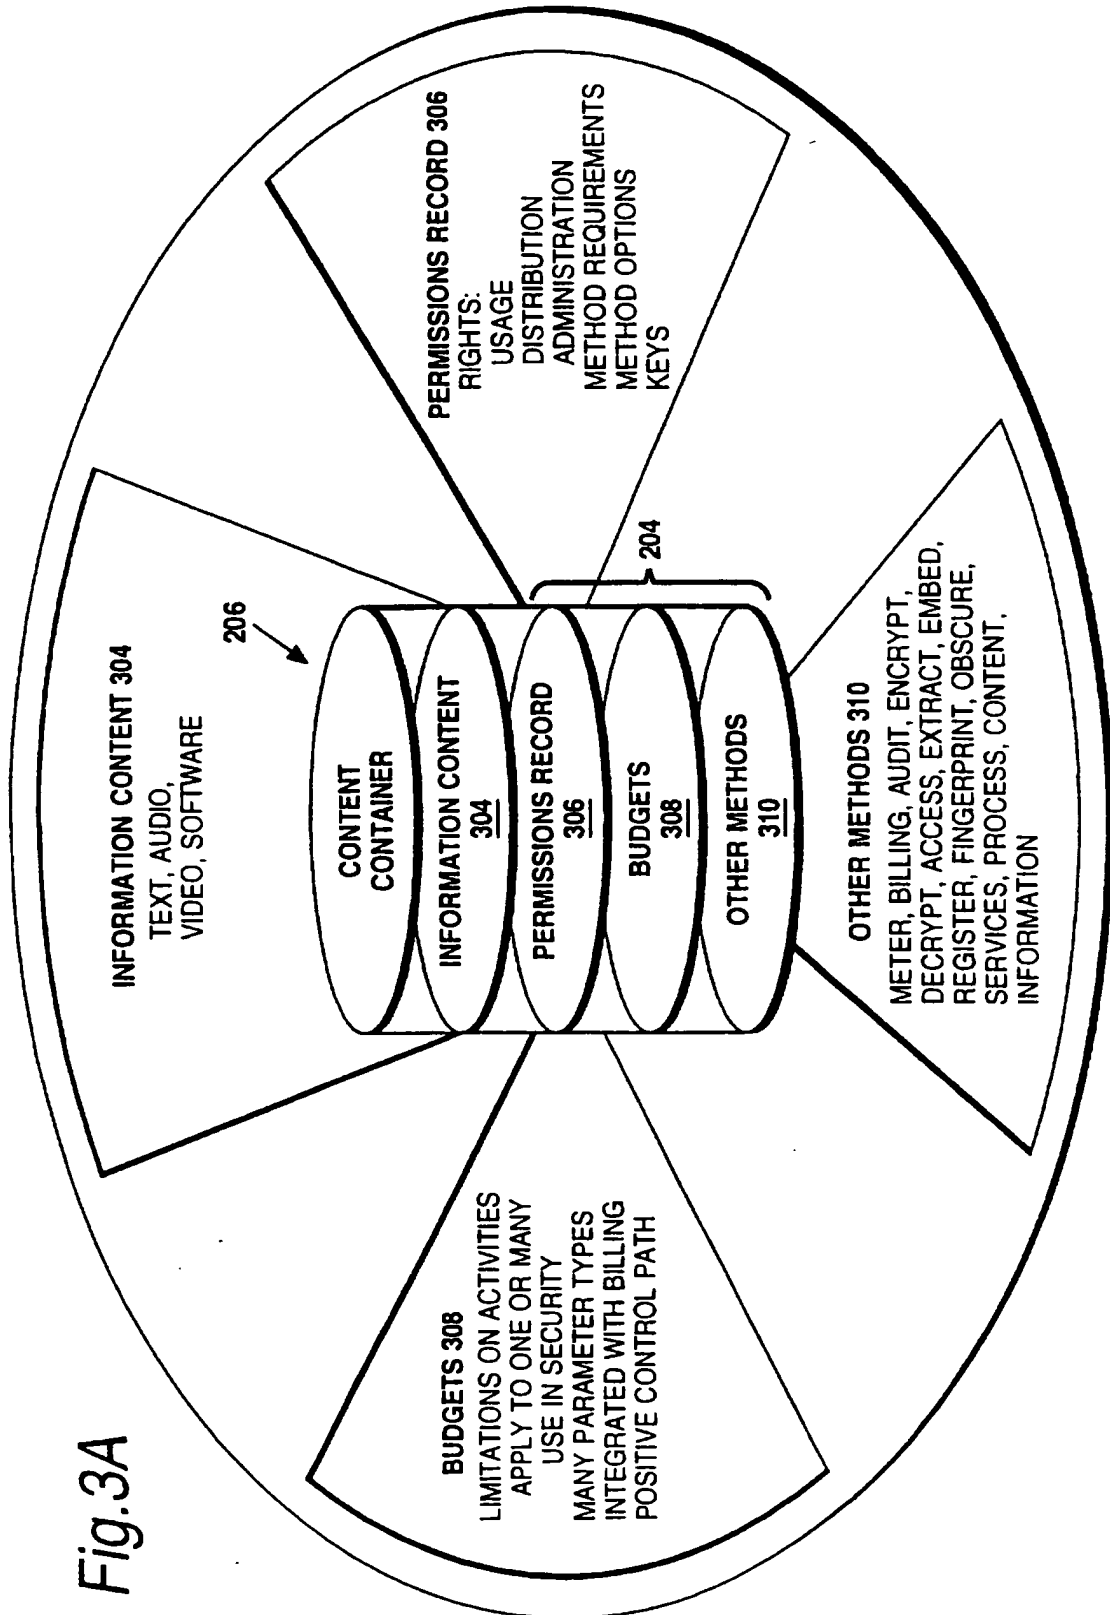 Fig.3A
INFORMATION CONTENT 304
TEXT, AUDIO,
VIDEO, SOFTWARE
206
CONTENT
CONTAINER
INFORMATION CONTENT
304
PERMISSIONS RECORD
306
BUDGETS
308
OTHER METHODS
310
204
BUDGETS 308
LIMITATIONS ON ACTIVITIES
APPLY TO ONE OR MANY
USE IN SECURITY
MANY PARAMETER TYPES
INTEGRATED WITH BILLING
POSITIVE CONTROL PATH
PERMISSIONS RECORD 306
RIGHTS:
USAGE
DISTRIBUTION
ADMINISTRATION
METHOD REQUIREMENTS
METHOD OPTIONS
KEYS
OTHER METHODS 310
METER, BILLING, AUDIT, ENCRYPT,
DECRYPT, ACCESS, EXTRACT, EMBED,
REGISTER, FINGERPRINT, OBSCURE,
SERVICES, PROCESS, CONTENT,
INFORMATION